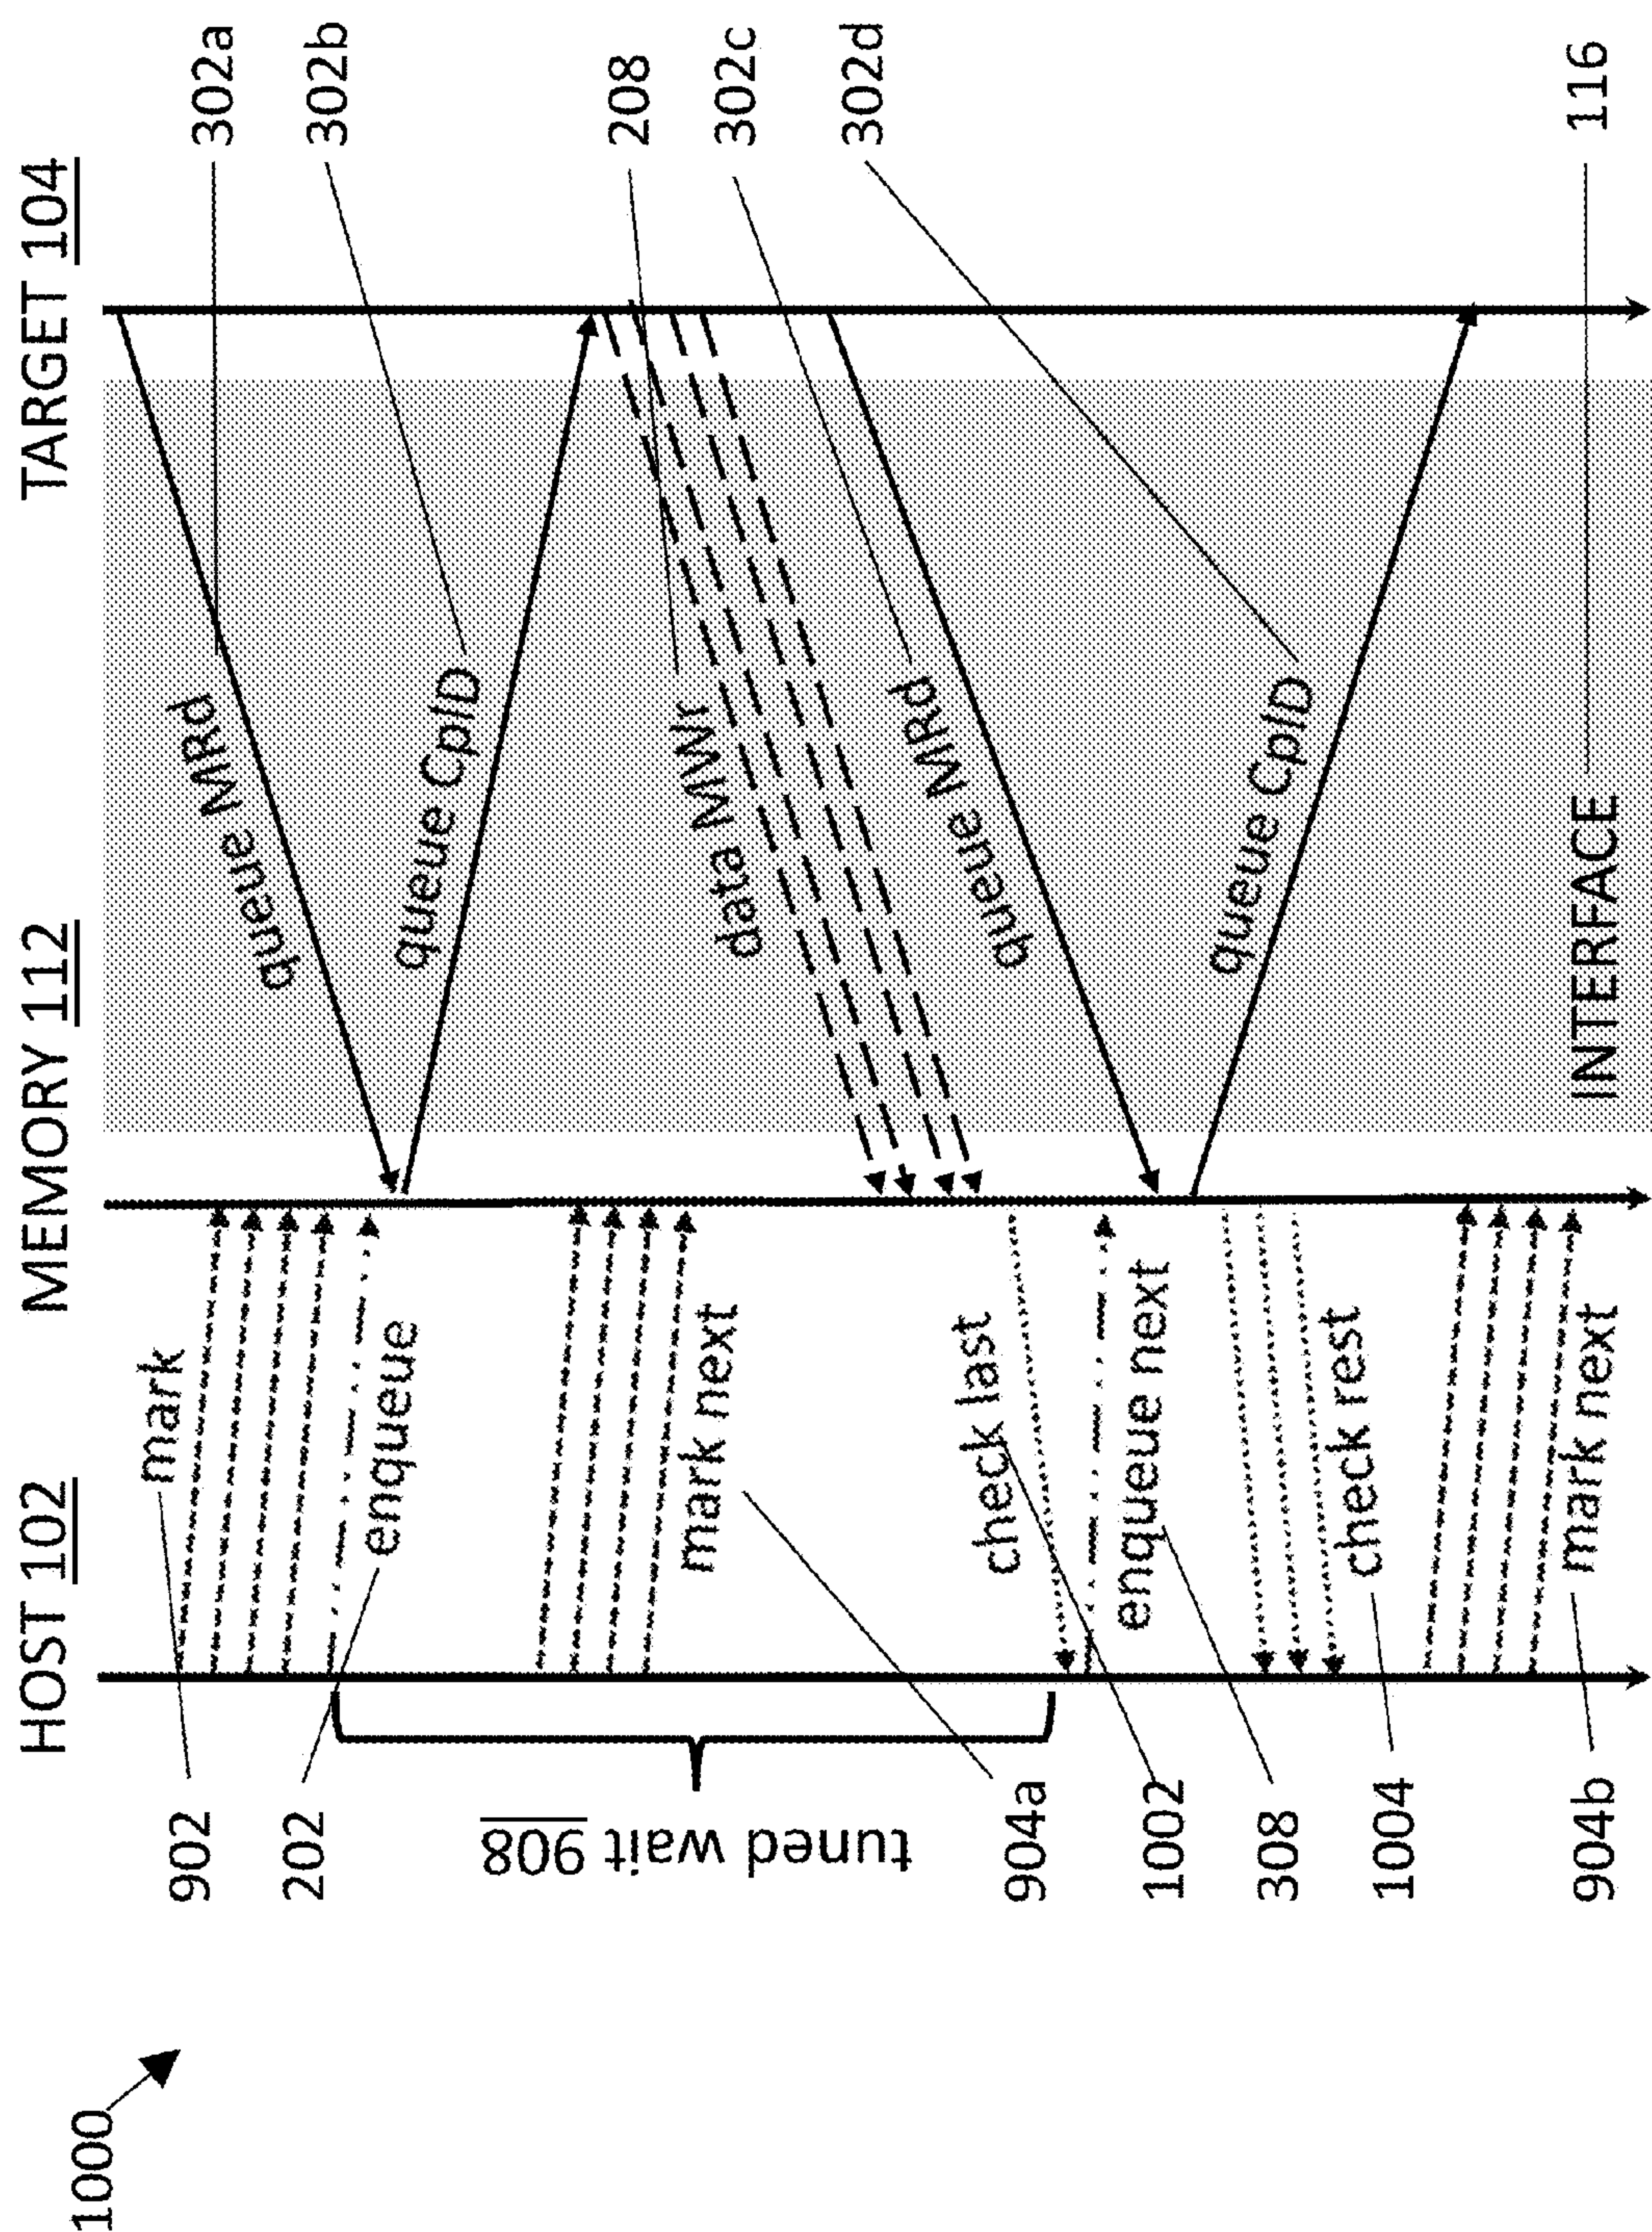 1000
HOST 102
MEMORY 112
TARGET 104
902
mark
queue MRd
302a
202
enqueue
queue CplD
302b
tuned wait 908
mark next
data MWr
208
302c
904a
check last
queue MRd
302d
1002
enqueue next
308
queue CplD
1004
check rest
904b
mark next
INTERFACE
116